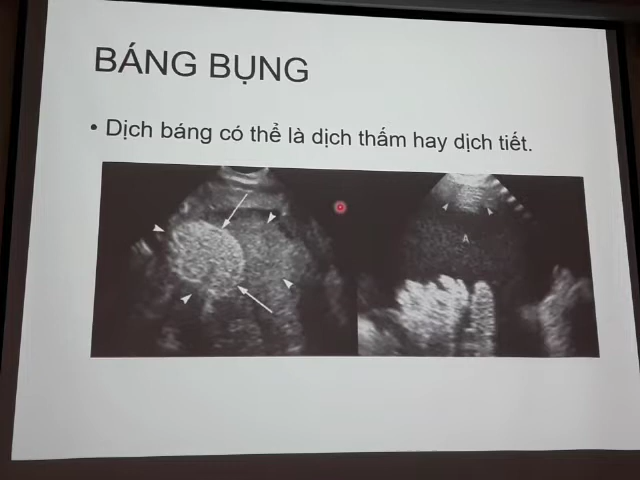 BÁNG BỤNG
• Dịch báng có thể là dịch thấm hay dịch tiết.
A